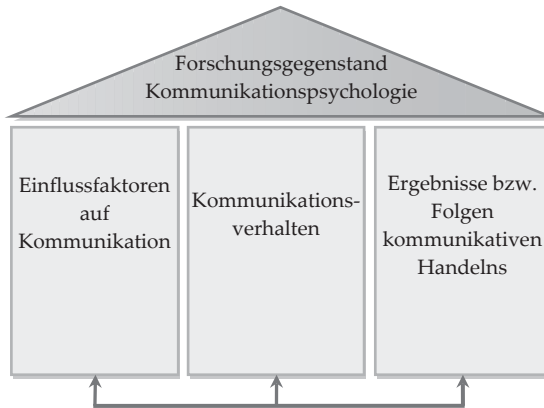 Forschungsgegenstand
Kommunikationspsychologie
Einflussfaktoren
auf
Kommunikation
Kommunikations-
verhalten
Ergebnisse bzw.
Folgen
kommunikativen
Handelns